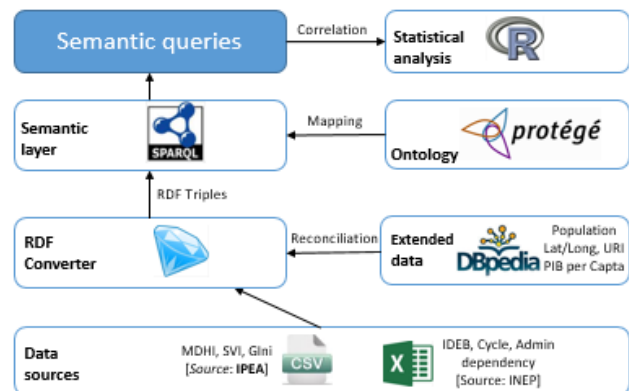 Semantic queries
Correlation
Statistical
analysis
R
Semantic
layer
SPARQL
Mapping
Ontology
protégé
RDF Triples
RDF
Converter
Reconciliation
Extended
data
DBpedia
Population
Lat/Long, URI
PIB per Capta
Data
sources
MDHI, SVI, GIni
[Source: IPEA]
CSV
X
IDEB, Cycle, Admin
dependency
[Source: INEP]